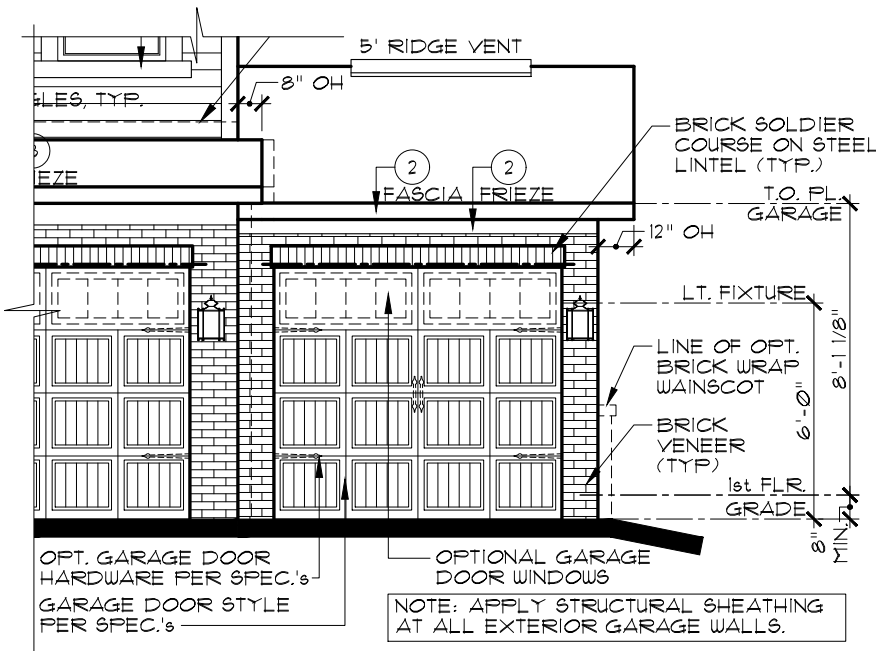 5' RIDGE VENT
8" OH
GLES, TYP.
BRICK SOLDIER
COURSE ON STEEL
LINTEL (TYP.)
2
2
EZE
FASCIA FRIEZE
T.O. PL.
GARAGE
12" OH
LT. FIXTURE
LINE OF OPT.
BRICK WRAP
WAINSCOT
6'-0"
8'-1 1/8"
BRICK
VENEER
(TYP)
1st FLR.
GRADE
8"
MIN.
OPT. GARAGE DOOR
HARDWARE PER SPEC.'s
OPTIONAL GARAGE
DOOR WINDOWS
GARAGE DOOR STYLE
PER SPEC.'s
NOTE: APPLY STRUCTURAL SHEATHING
AT ALL EXTERIOR GARAGE WALLS.